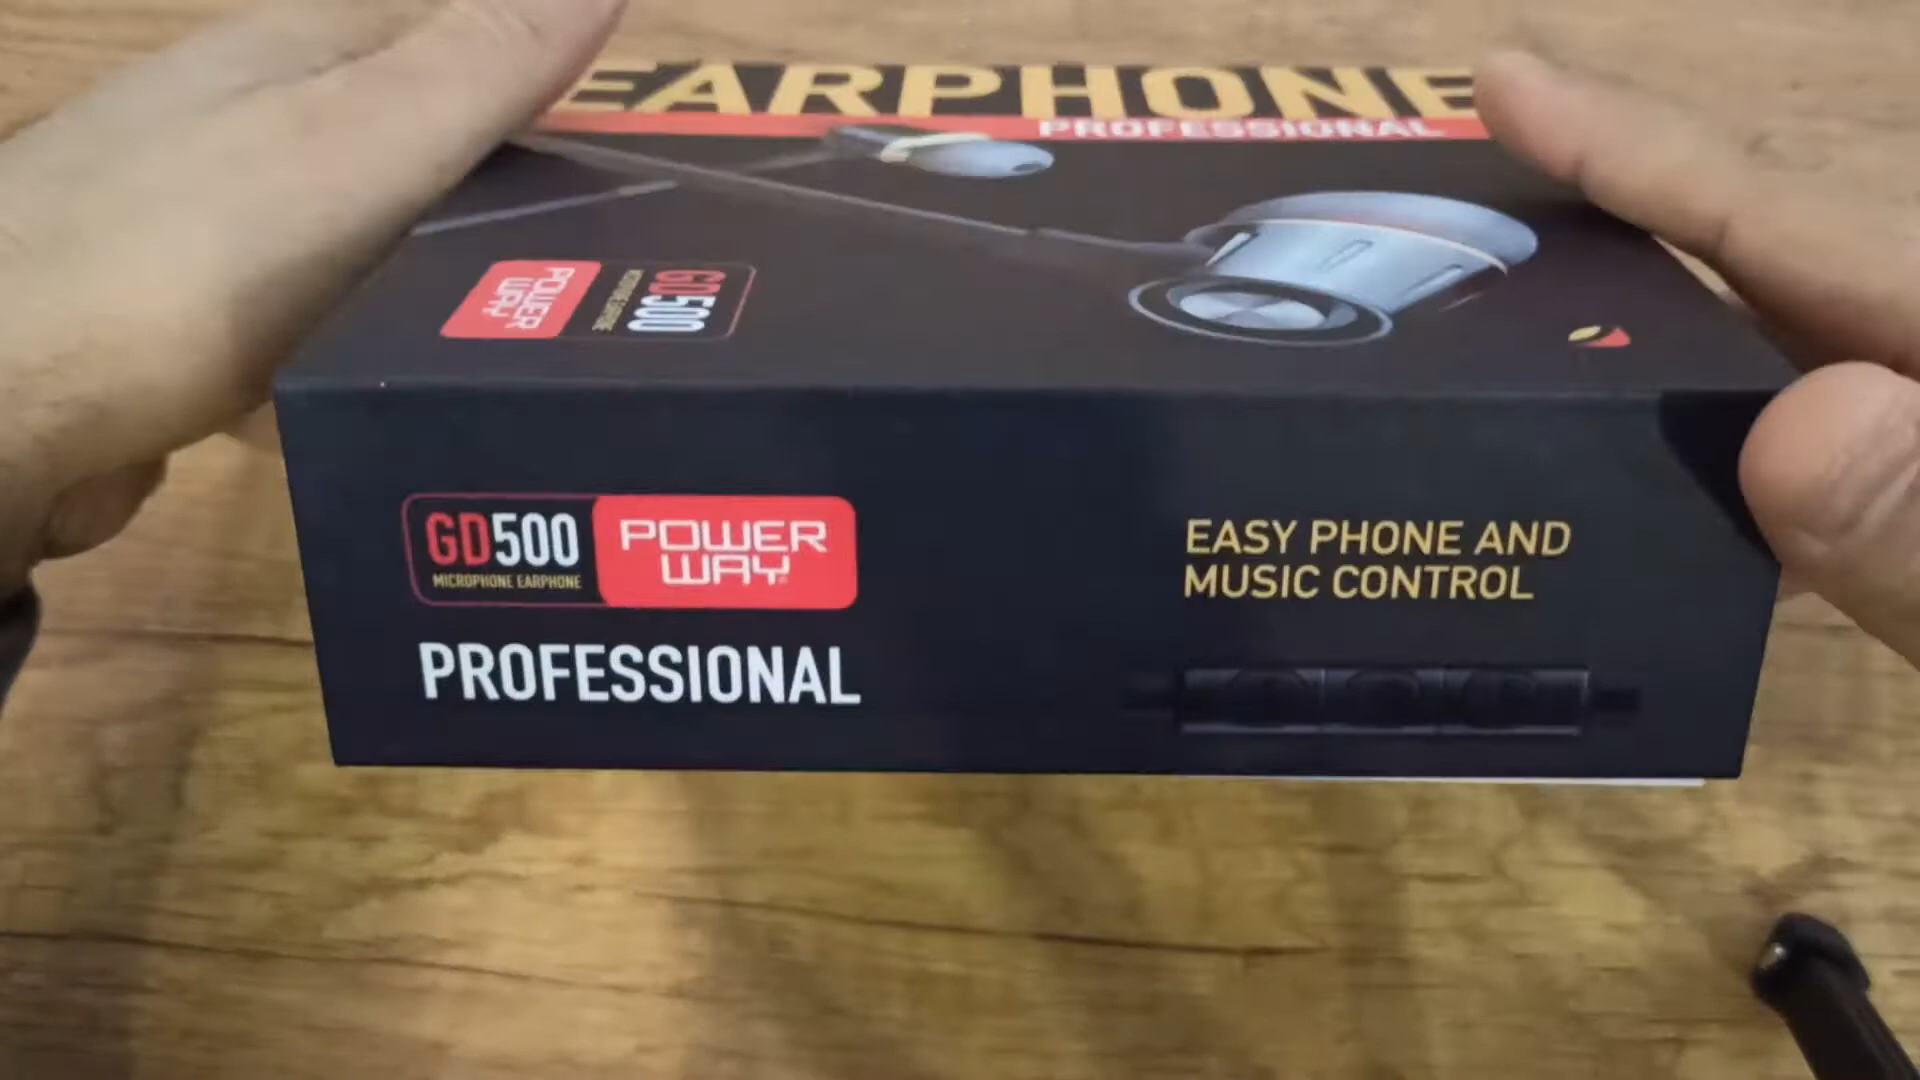 EARPHONE
PROFESSIONAL
POWER
WAY
GD500
MICROPHONE EARPHONE
GD500
MICROPHONE EARPHONE
POWER
WAY
PROFESSIONAL
EASY PHONE AND
MUSIC CONTROL